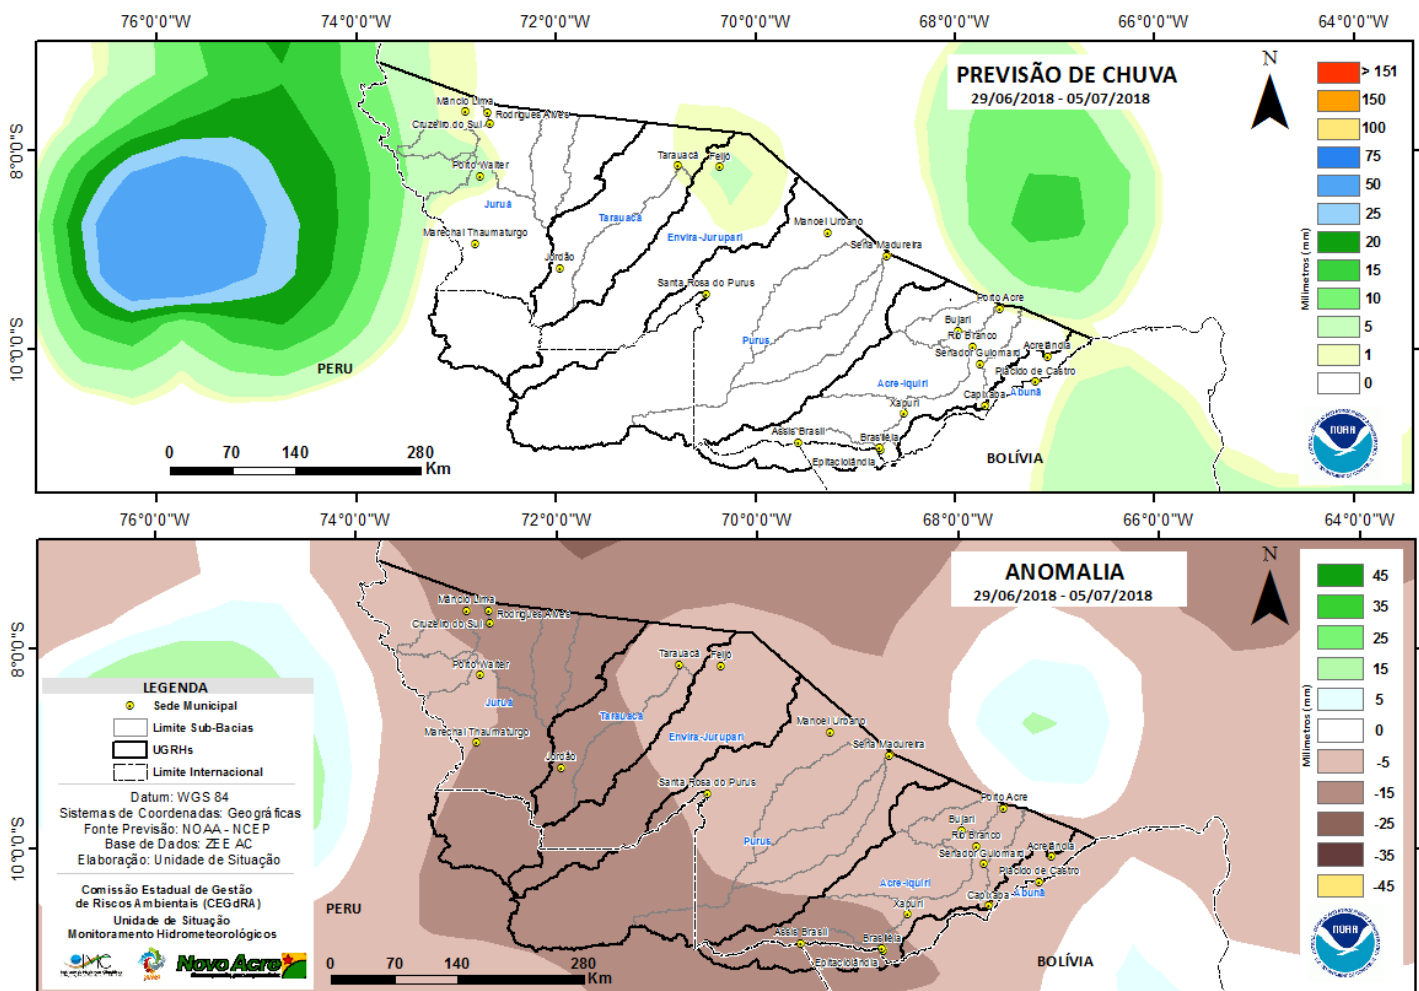 76°0'0"W 74°0'0"W 72°0'0"W 70°0'0"W 68°0'0"W 66°0'0"W 64°0'0"W
8°0'0"S
10°0'0"S
PREVISÃO DE CHUVA
29/06/2018 - 05/07/2018
N
Mâncio Lima
Rodrigues Alves
Cruzeiro do Sul
Porto Walter
Juruá
Marechal Thaumaturgo
Jordão
Tarauacá
Feijó
Tarauacá
Envira-Jurupari
Manoel Urbano
Sena Madureira
Santa Rosa do Purus
Purus
Porto Acre
Bujari
Rio Branco
Senador Guiomard
Acrelândia
Plácido de Castro
Acre-Iquiri
Abunã
Capixaba
Xapuri
Assis Brasil
Brasiléia
Epitaciolândia
PERU
BOLÍVIA
0 70 140 280
Km
Milímetros (mm)
> 151
150
100
75
50
25
20
15
10
5
1
0
NOAA
76°0'0"W 74°0'0"W 72°0'0"W 70°0'0"W 68°0'0"W 66°0'0"W 64°0'0"W
8°0'0"S
10°0'0"S
ANOMALIA
29/06/2018 - 05/07/2018
N
Mâncio Lima
Rodrigues Alves
Cruzeiro do Sul
Porto Walter
Juruá
Marechal Thaumaturgo
Jordão
Tarauacá
Feijó
Tarauacá
Envira-Jurupari
Manoel Urbano
Sena Madureira
Santa Rosa do Purus
Purus
Porto Acre
Bujari
Rio Branco
Senador Guiomard
Acrelândia
Plácido de Castro
Acre-Iquiri
Abunã
Capixaba
Xapuri
Assis Brasil
Brasiléia
Epitaciolândia
PERU
BOLÍVIA
0 70 140 280
Km
Milímetros (mm)
45
35
25
15
5
0
-5
-15
-25
-35
-45
NOAA
LEGENDA
Sede Municipal
Limite Sub-Bacias
UGRHs
Limite Internacional
Datum: WGS 84
Sistemas de Coordenadas: Geográficas
Fonte Previsão: NOAA - NCEP
Base de Dados: ZEE AC
Elaboração: Unidade de Situação
Comissão Estadual de Gestão
de Riscos Ambientais (CEGdRA)
Unidade de Situação
Monitoramento Hidrometeorológicos
IMC
Novo Acre